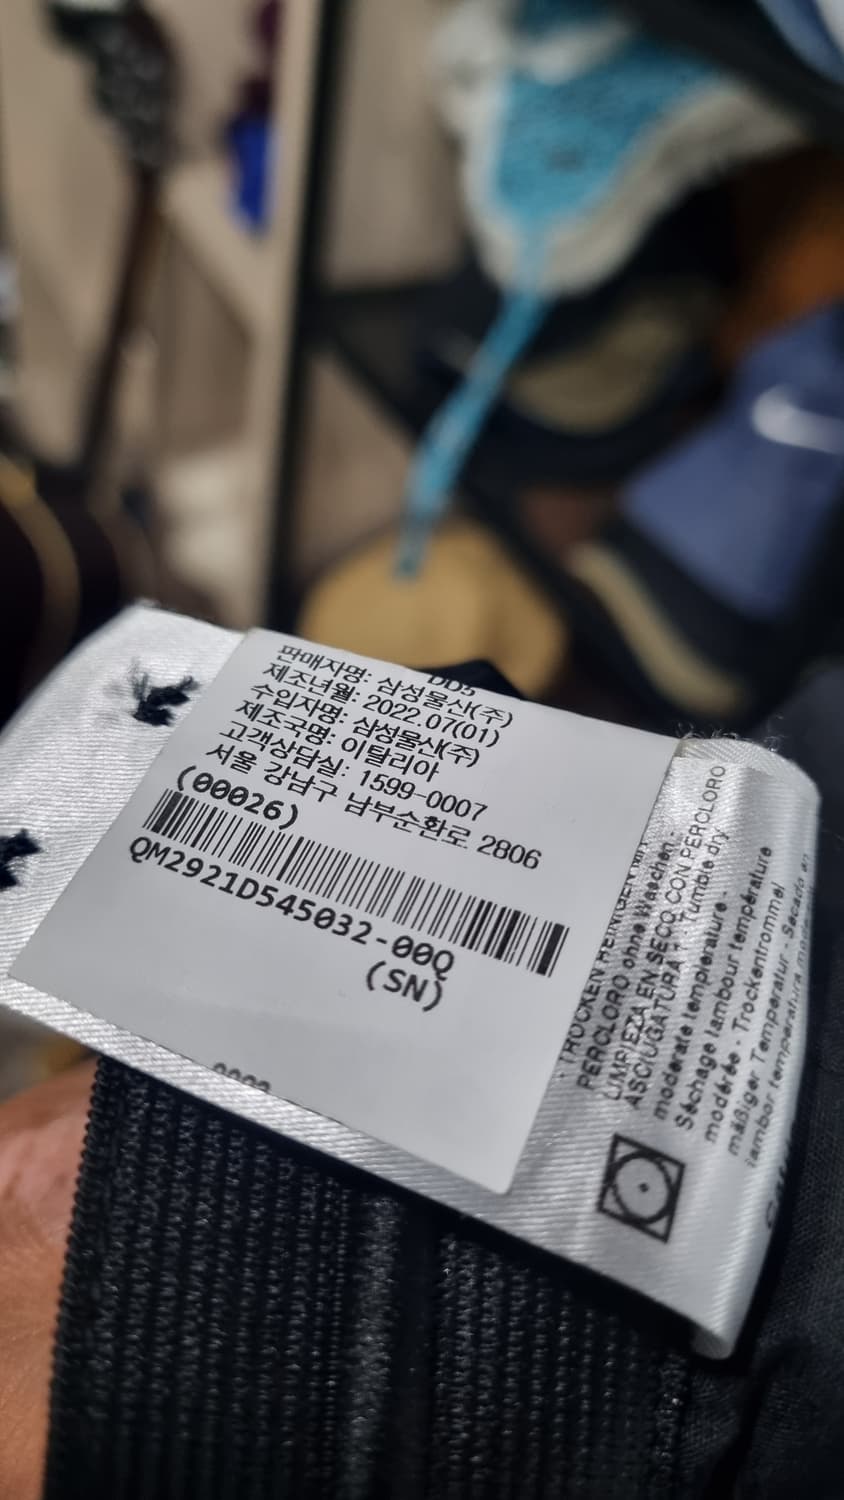 판매자명: 삼성물산(주)
제조년월: 2022.07(01)
수입자명: 삼성물산(주)
제조국명: 이탈리아
고객상담실: 1599-0007
서울 강남구 남부순환로 2806
(00026)
QM2921D545032-00Q
(SN)
PERCLORO ohne Waschen -
LIMPIEZA EN SECO CON PERCLORO
ASCIUGATURA - Tumble dry
moderate temperature -
Séchage tambour température
modérée - Trockentrommel
mäßiger Temperatur - Secado en
tambor temperatura